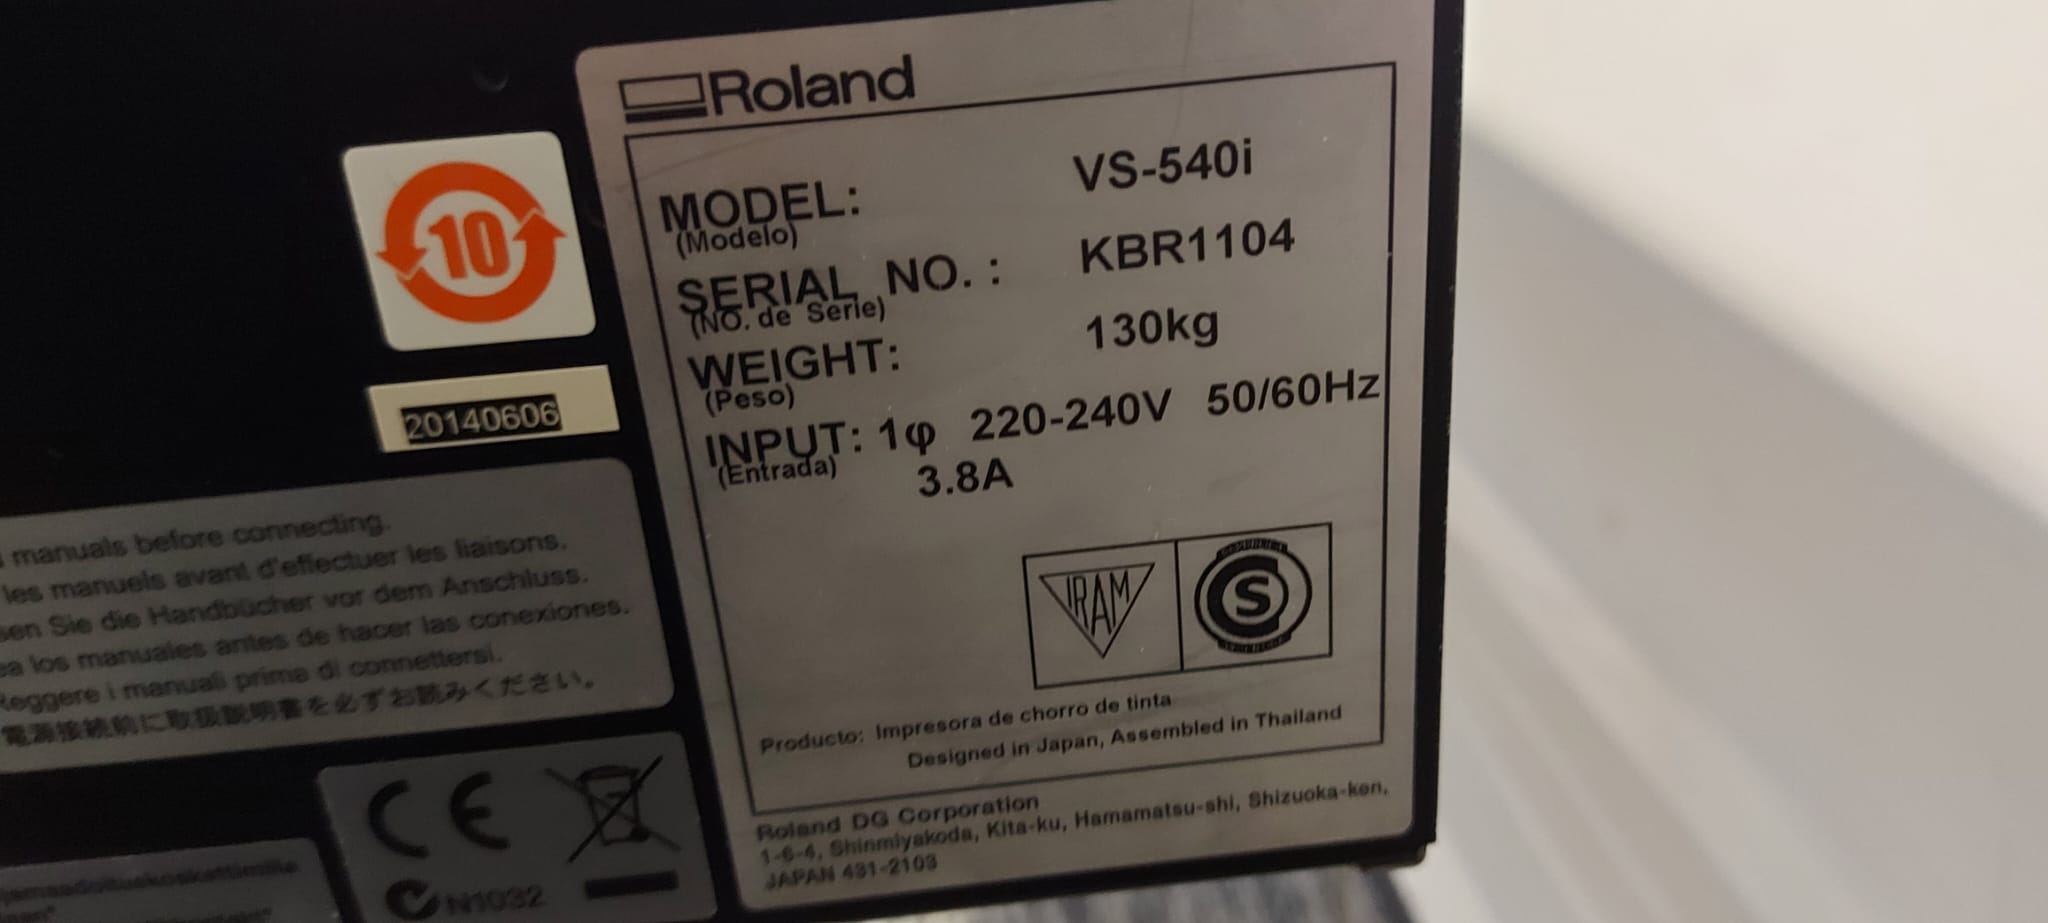 Roland
MODEL: VS-540i
(Modelo)
SERIAL NO. : KBR1104
(NO. de Serie)
WEIGHT: 130kg
(Peso)
INPUT: 1φ 220-240V 50/60Hz
(Entrada) 3.8A
IRAM
S
Producto: Impresora de chorro de tinta
Designed in Japan, Assembled in Thailand
Roland DG Corporation
1-6-4, Shinmiyakoda, Kita-ku, Hamamatsu-shi, Shizuoka-ken,
JAPAN 431-2103
10
20140606
manuals before connecting.
les manuels avant d'effectuer les liaisons.
Sie die Handbücher vor dem Anschluss.
los manuales antes de hacer las conexiones.
leggere i manuali prima di connettersi.
電源接続前に取扱説明書を必ずお読みください。
CE
N1032